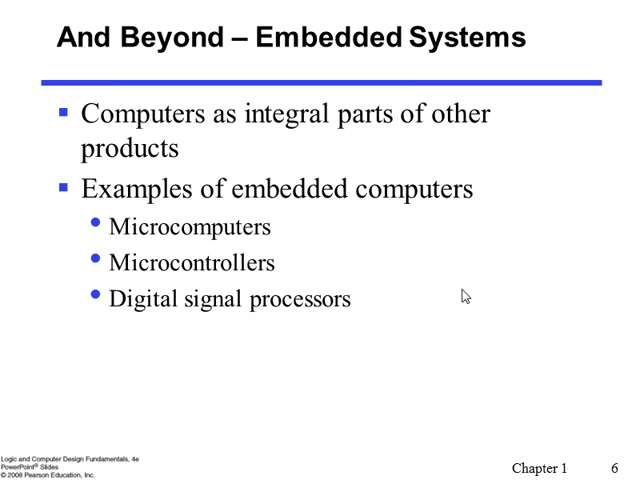 And Beyond – Embedded Systems
▪ Computers as integral parts of other
products
▪ Examples of embedded computers
• Microcomputers
• Microcontrollers
• Digital signal processors
Logic and Computer Design Fundamentals, 4e
PowerPoint® Slides
© 2008 Pearson Education, Inc.
Chapter 1 6